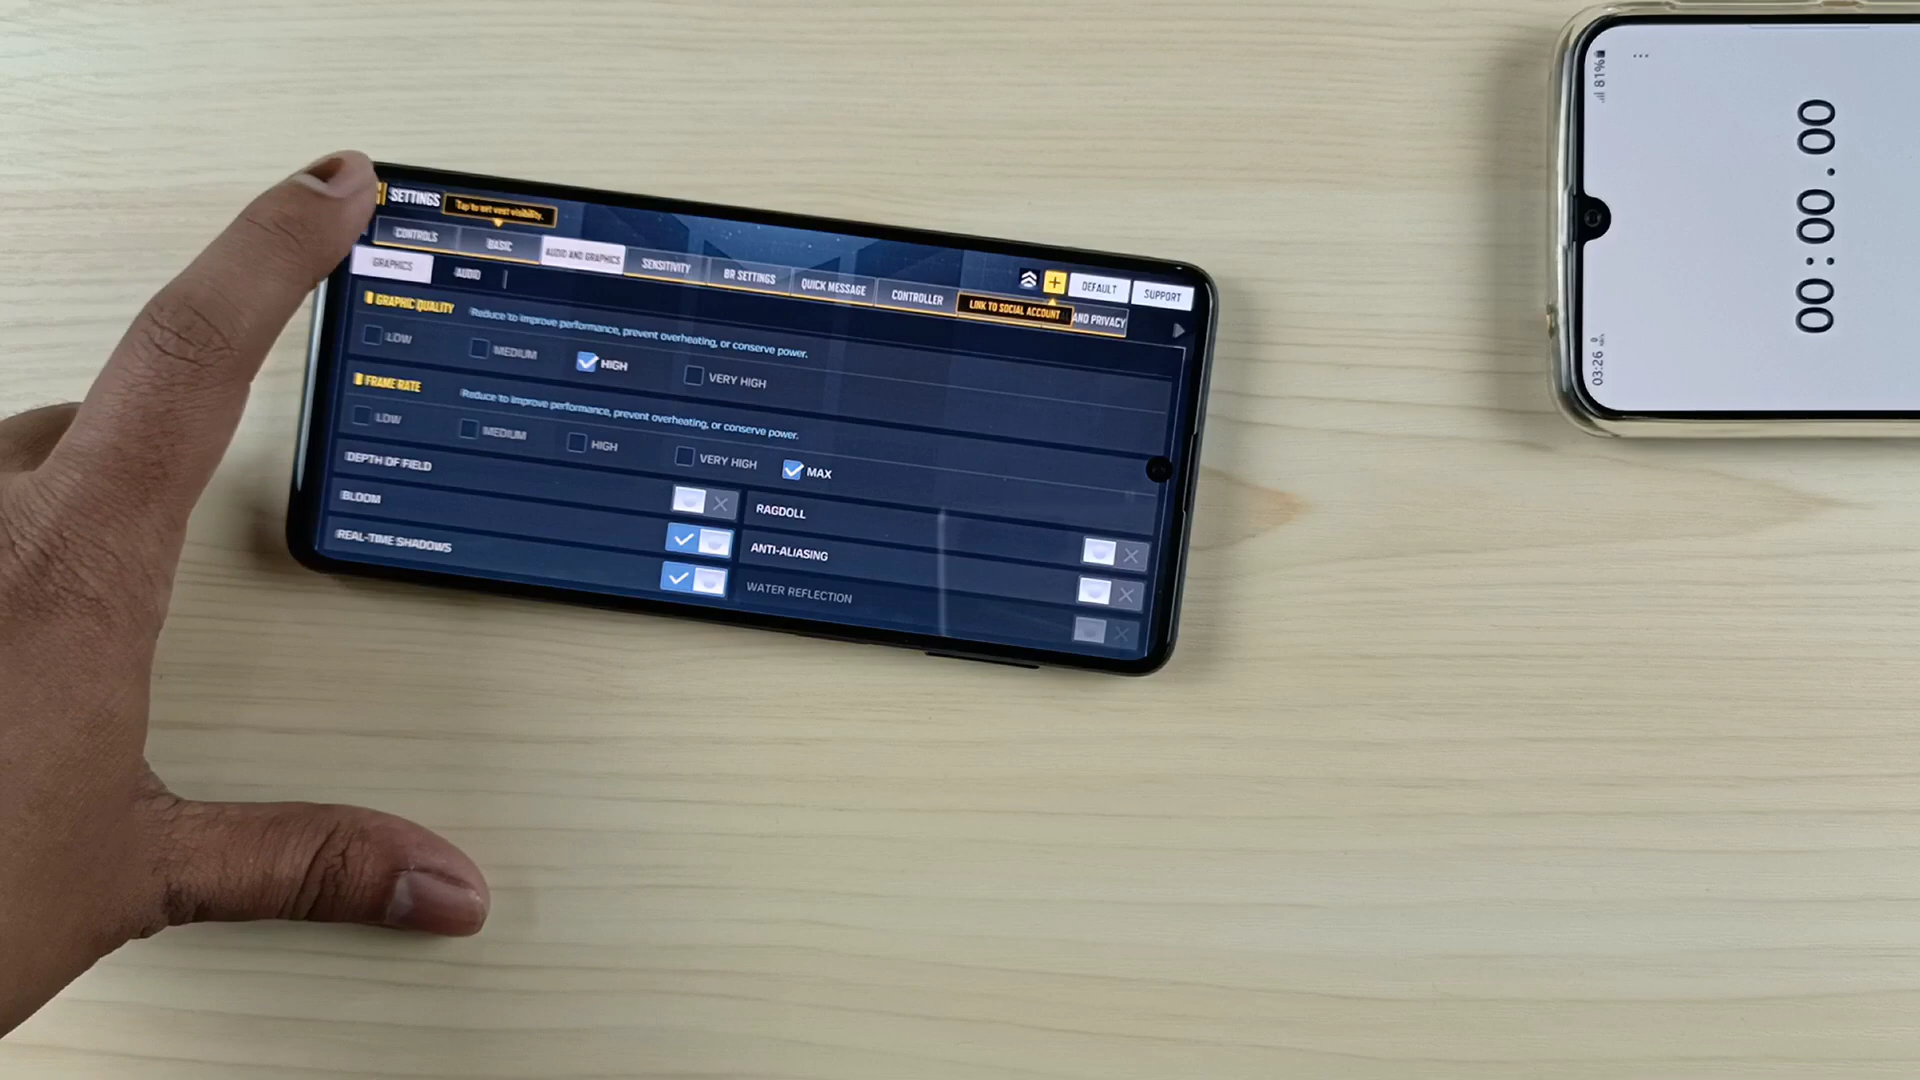 SETTINGS
Tap to set vest visibility.
CONTROLS BASIC AUDIO AND GRAPHICS SENSITIVITY BR SETTINGS QUICK MESSAGE CONTROLLER AND PRIVACY
DEFAULT SUPPORT
LINK TO SOCIAL ACCOUNT
GRAPHICS AUDIO
GRAPHIC QUALITY Reduce to improve performance, prevent overheating, or conserve power.
LOW MEDIUM HIGH VERY HIGH
FRAME RATE Reduce to improve performance, prevent overheating, or conserve power.
LOW MEDIUM HIGH VERY HIGH MAX
DEPTH OF FIELD RAGDOLL
BLOOM ANTI-ALIASING
REAL-TIME SHADOWS WATER REFLECTION
03:26
81%
00:00.00